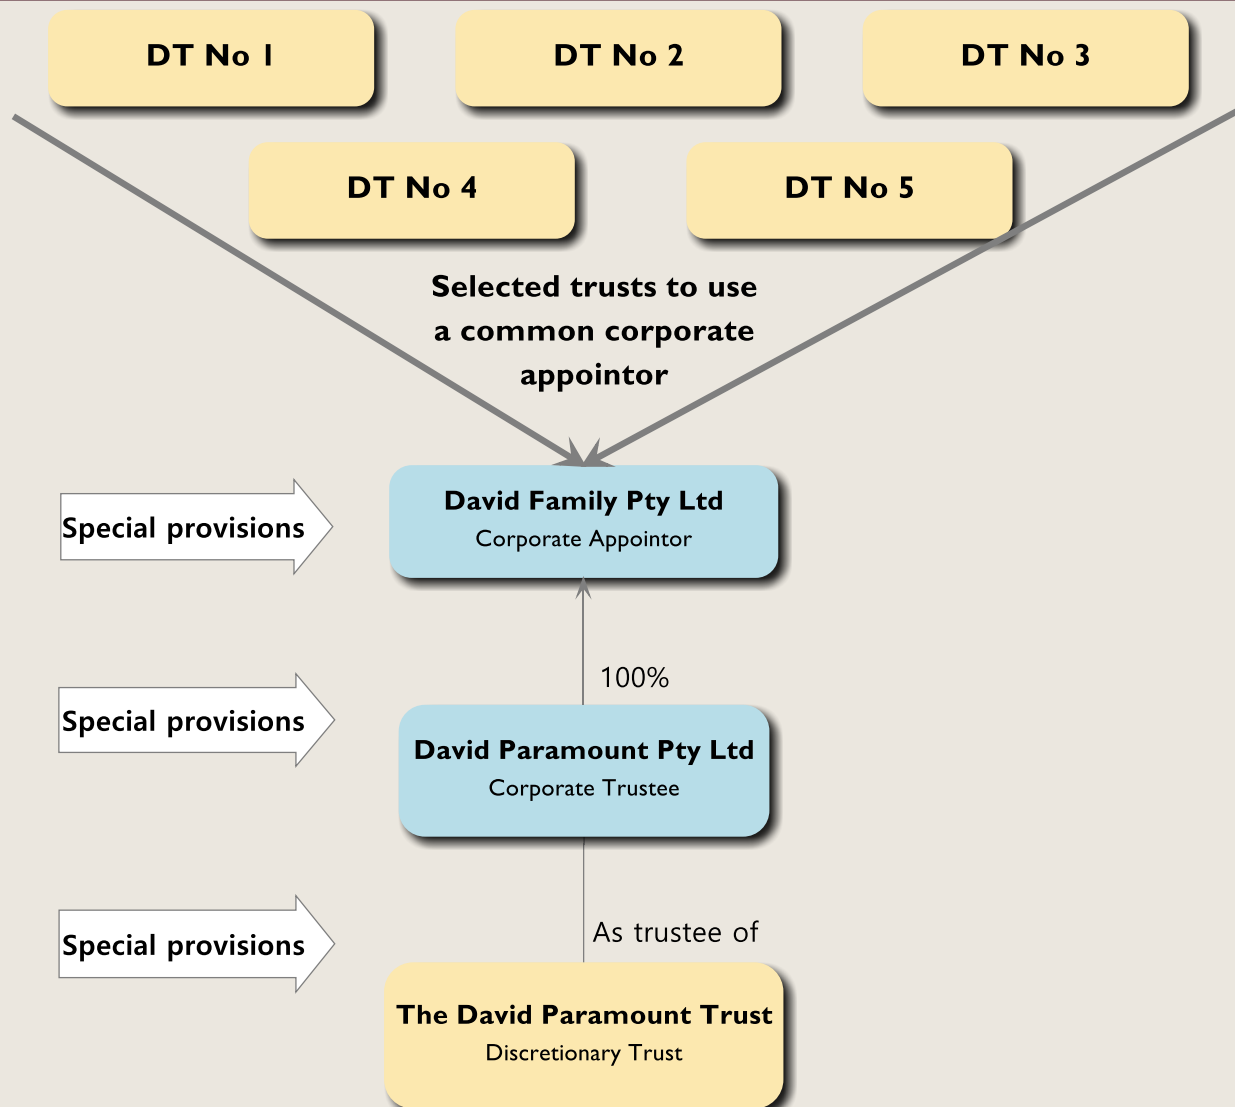 DT No 1
DT No 2
DT No 3
DT No 4
DT No 5
Selected trusts to use
a common corporate
appointor
Special provisions
David Family Pty Ltd
Corporate Appointor
100%
Special provisions
David Paramount Pty Ltd
Corporate Trustee
Special provisions
As trustee of
The David Paramount Trust
Discretionary Trust